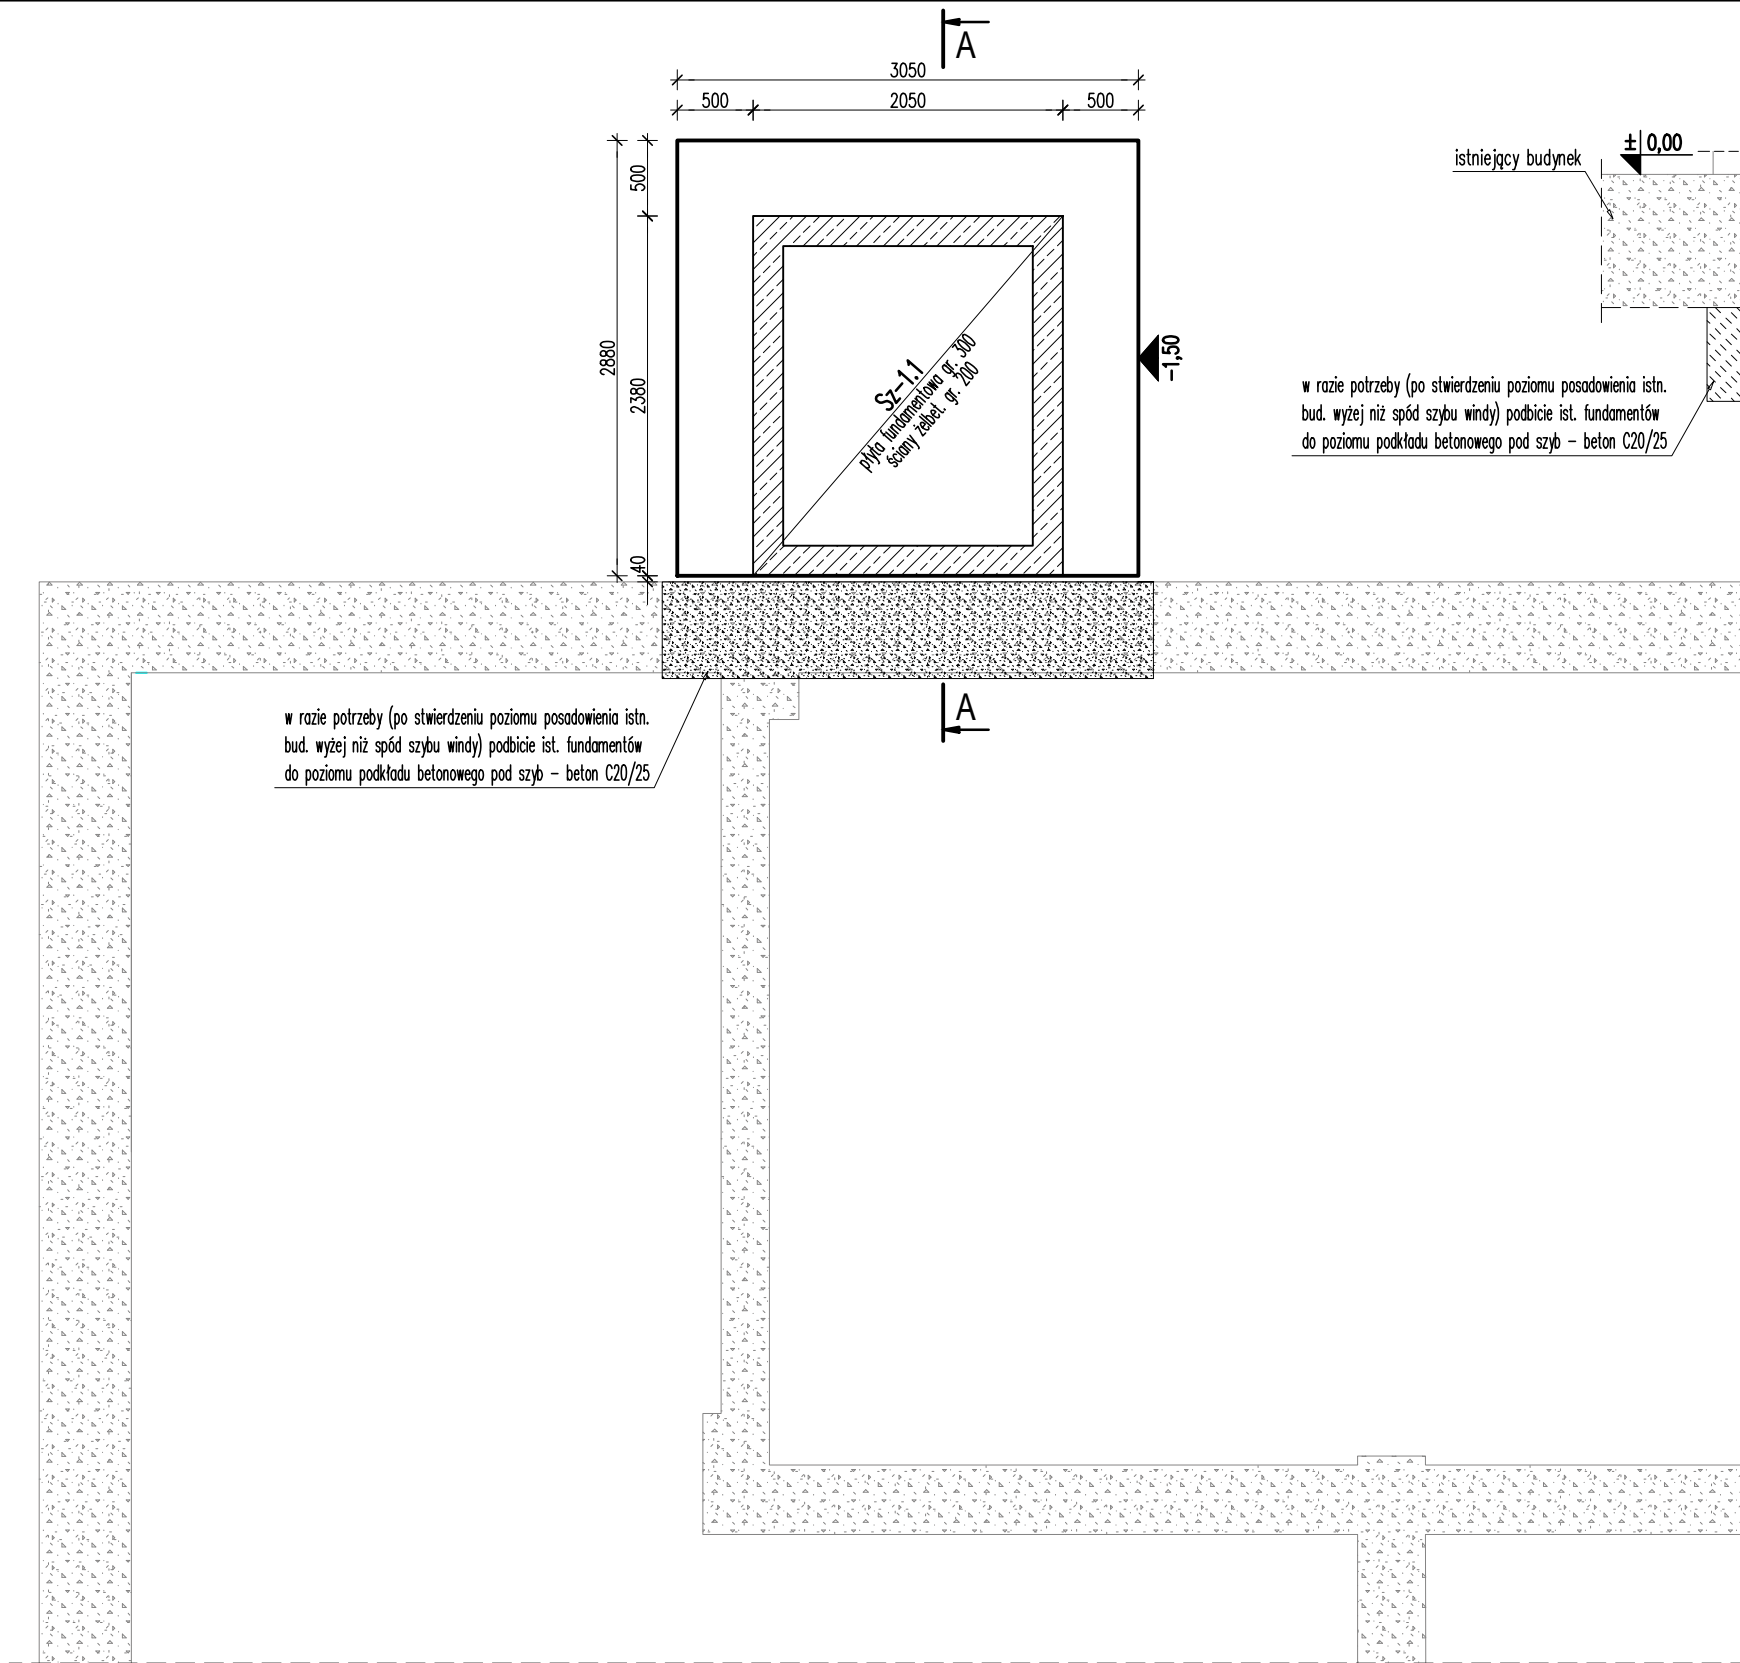 A
3050
500 2050 500
500
2880
2380
40
Sz-1.1
płyta fundamentowa gr. 300
ściany żelbet. gr. 200
-1,50
istniejący budynek
± 0,00
w razie potrzeby (po stwierdzeniu poziomu posadowienia istn.
bud. wyżej niż spód szybu windy) podbicie ist. fundamentów
do poziomu podkładu betonowego pod szyb – beton C20/25
A
w razie potrzeby (po stwierdzeniu poziomu posadowienia istn.
bud. wyżej niż spód szybu windy) podbicie ist. fundamentów
do poziomu podkładu betonowego pod szyb – beton C20/25